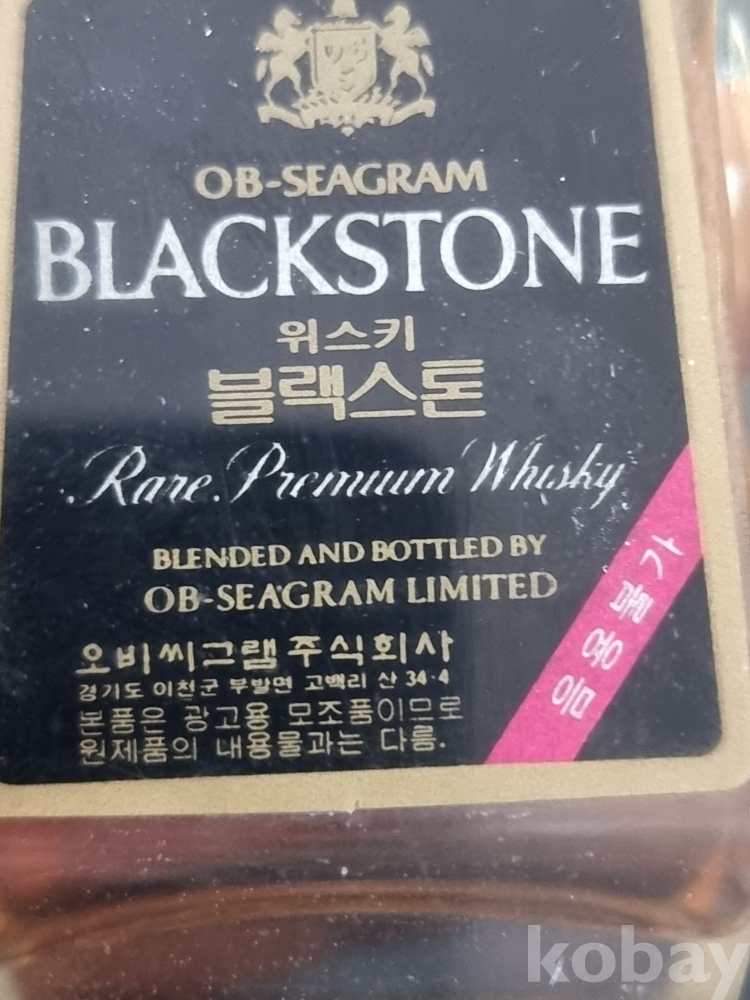 OB-SEAGRAM
BLACKSTONE
위스키
블랙스톤
Rare Premium Whisky
BLENDED AND BOTTLED BY
OB-SEAGRAM LIMITED
오비씨그램주식회사
경기도 이천군 부발면 고백리 산 34-4
본품은 광고용 모조품이므로
원제품의 내용물과는 다름.
음용불가
kobay